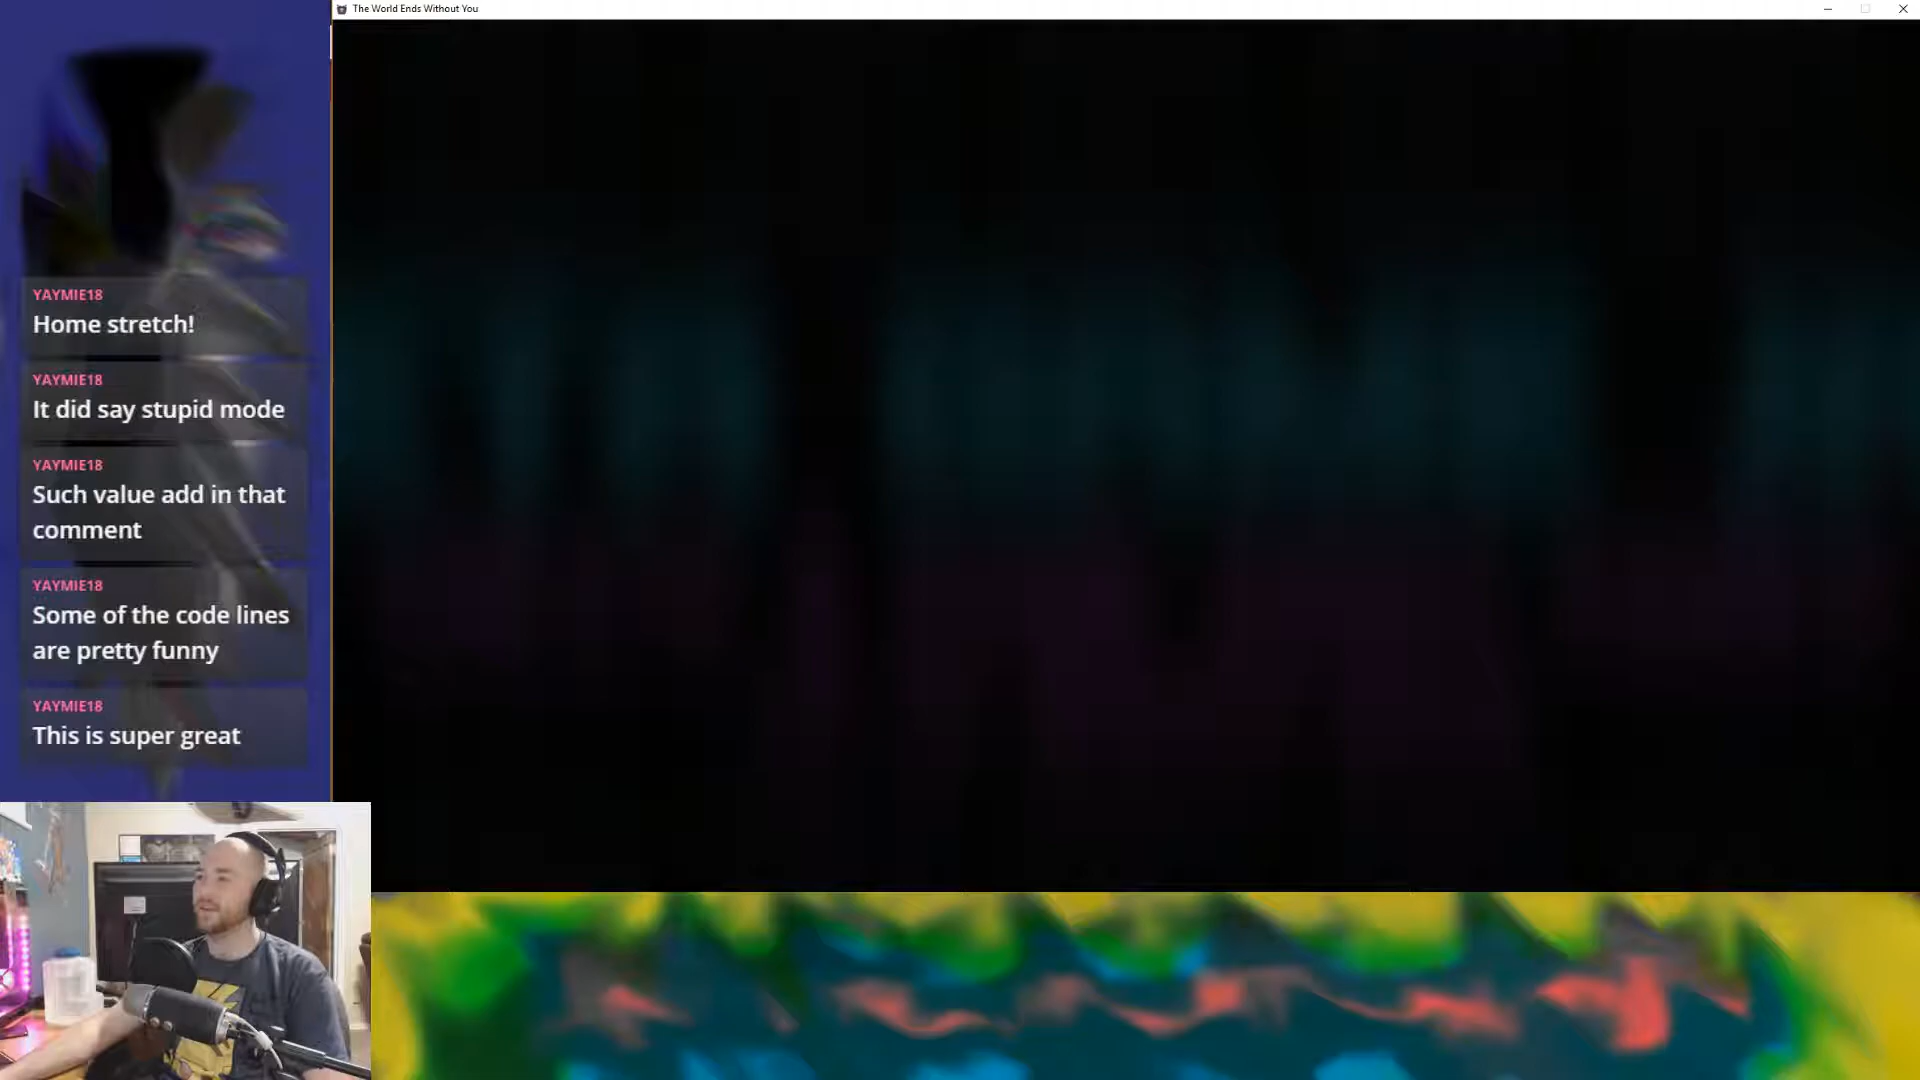 The World Ends Without You
YAYMIE18
Home stretch!
YAYMIE18
It did say stupid mode
YAYMIE18
Such value add in that
comment
YAYMIE18
Some of the code lines
are pretty funny
YAYMIE18
This is super great